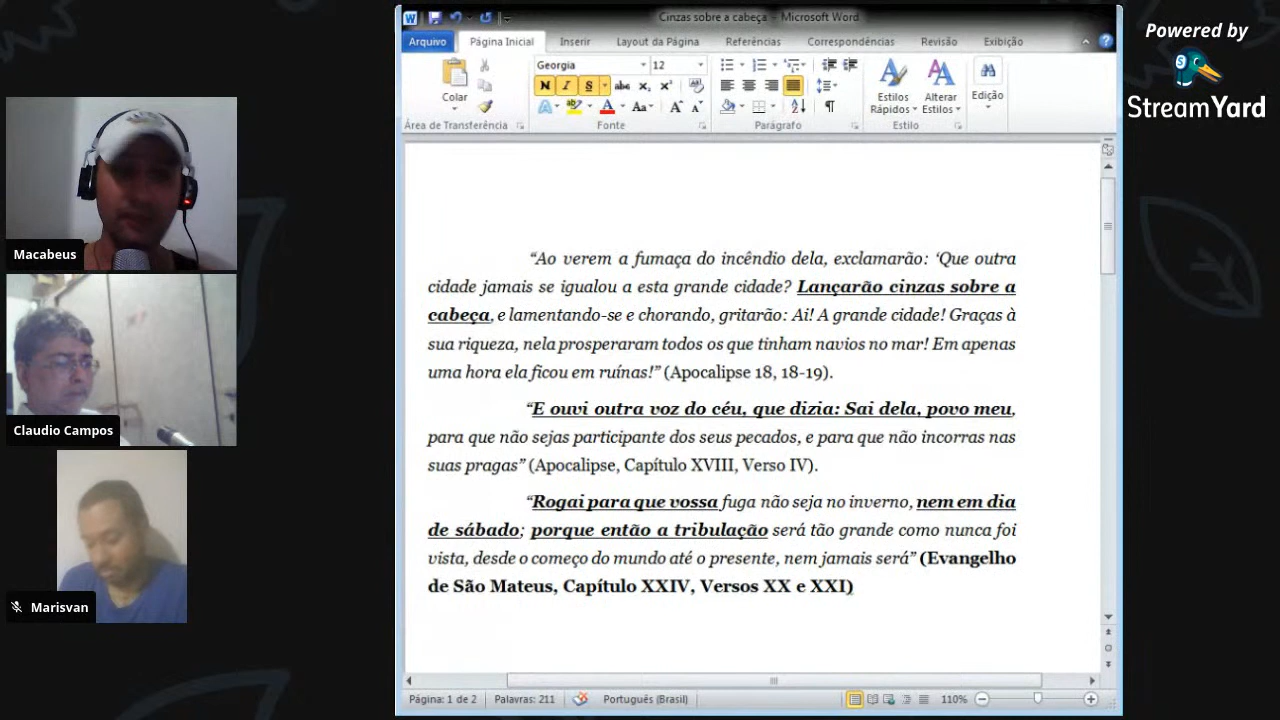 Cinzas sobre a cabeça - Microsoft Word
Powered by
StreamYard
Arquivo Página Inicial Inserir Layout da Página Referências Correspondências Revisão Exibição
Georgia 12
Colar
Estilos Rápidos
Alterar Estilos
Edição
Área de Transferência Fonte Parágrafo Estilo
Macabeus
Claudio Campos
Marisvan
“Ao verem a fumaça do incêndio dela, exclamarão: ‘Que outra
cidade jamais se igualou a esta grande cidade? Lançarão cinzas sobre a
cabeça, e lamentando-se e chorando, gritarão: Ai! A grande cidade! Graças à
sua riqueza, nela prosperaram todos os que tinham navios no mar! Em apenas
uma hora ela ficou em ruínas!” (Apocalipse 18, 18-19).
“E ouvi outra voz do céu, que dizia: Sai dela, povo meu,
para que não sejas participante dos seus pecados, e para que não incorras nas
suas pragas” (Apocalipse, Capítulo XVIII, Verso IV).
“Rogai para que vossa fuga não seja no inverno, nem em dia
de sábado; porque então a tribulação será tão grande como nunca foi
vista, desde o começo do mundo até o presente, nem jamais será” (Evangelho
de São Mateus, Capítulo XXIV, Versos XX e XXI)
Página: 1 de 2 Palavras: 211 Português (Brasil) 110%